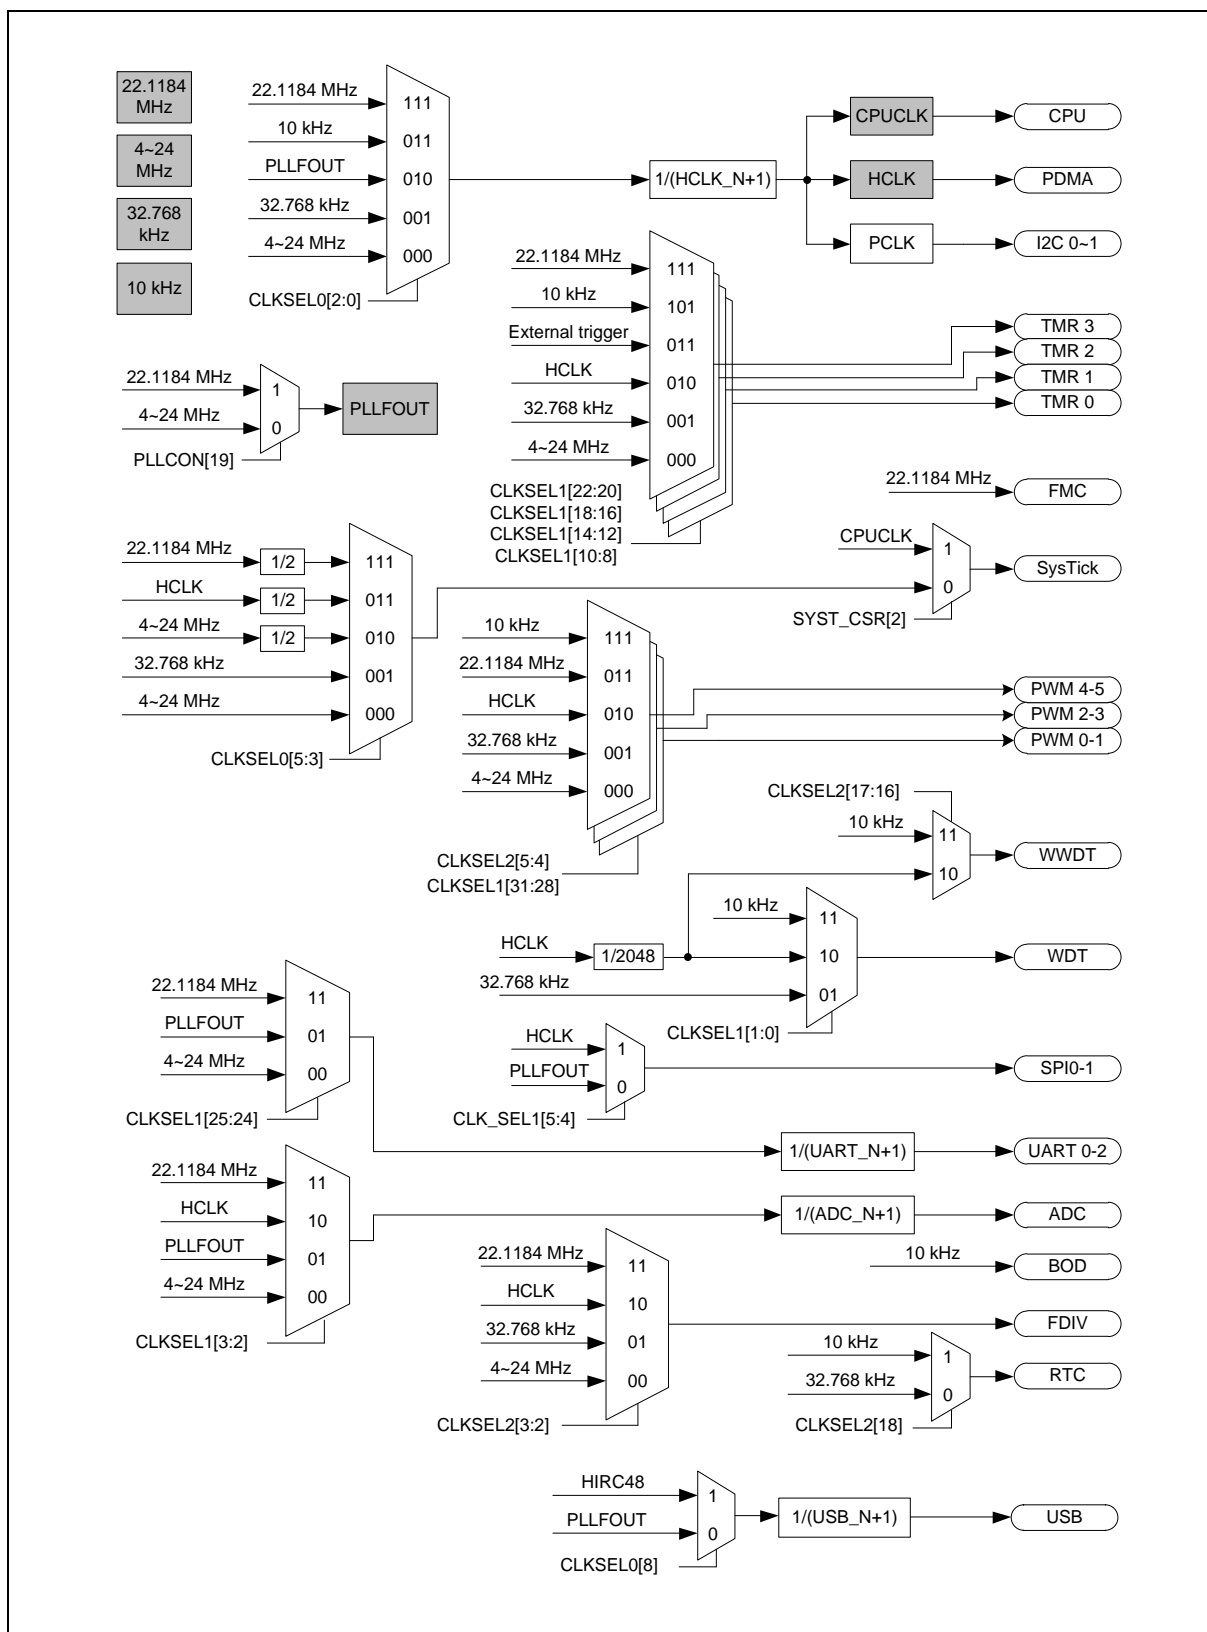 22.1184
MHz
4~24
MHz
32.768
kHz
10 kHz
22.1184 MHz
111
10 kHz
011
PLLFOUT
010
32.768 kHz
001
4~24 MHz
000
CLKSEL0[2:0]
1/(HCLK_N+1)
CPUCLK
CPU
HCLK
PDMA
PCLK
I2C 0~1
22.1184 MHz
111
10 kHz
101
External trigger
011
HCLK
010
32.768 kHz
001
4~24 MHz
000
CLKSEL1[22:20]
CLKSEL1[18:16]
CLKSEL1[14:12]
CLKSEL1[10:8]
TMR 3
TMR 2
TMR 1
TMR 0
22.1184 MHz
1
4~24 MHz
0
PLLCON[19]
PLLFOUT
22.1184 MHz
FMC
22.1184 MHz
1/2
111
HCLK
1/2
011
4~24 MHz
1/2
010
32.768 kHz
001
4~24 MHz
000
CLKSEL0[5:3]
CPUCLK
1
0
SYST_CSR[2]
SysTick
10 kHz
111
22.1184 MHz
011
HCLK
010
32.768 kHz
001
4~24 MHz
000
CLKSEL2[5:4]
CLKSEL1[31:28]
PWM 4-5
PWM 2-3
PWM 0-1
CLKSEL2[17:16]
10 kHz
11
10
WWDT
10 kHz
11
HCLK
1/2048
10
32.768 kHz
01
CLKSEL1[1:0]
WDT
22.1184 MHz
11
PLLFOUT
01
4~24 MHz
00
CLKSEL1[25:24]
HCLK
1
PLLFOUT
0
CLK_SEL1[5:4]
SPI0-1
1/(UART_N+1)
UART 0-2
22.1184 MHz
11
HCLK
10
PLLFOUT
01
4~24 MHz
00
CLKSEL1[3:2]
1/(ADC_N+1)
ADC
10 kHz
BOD
22.1184 MHz
11
HCLK
10
32.768 kHz
01
4~24 MHz
00
CLKSEL2[3:2]
FDIV
10 kHz
1
32.768 kHz
0
CLKSEL2[18]
RTC
HIRC48
1
PLLFOUT
0
CLKSEL0[8]
1/(USB_N+1)
USB